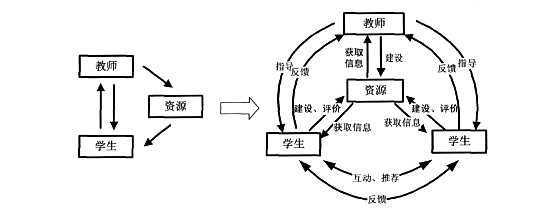 教师
资源
学生
教师
获取
信息
建设
指导
反馈
反馈
指导
资源
建设、评价
建设、评价
获取信息
获取信息
学生
学生
互动、推荐
反馈